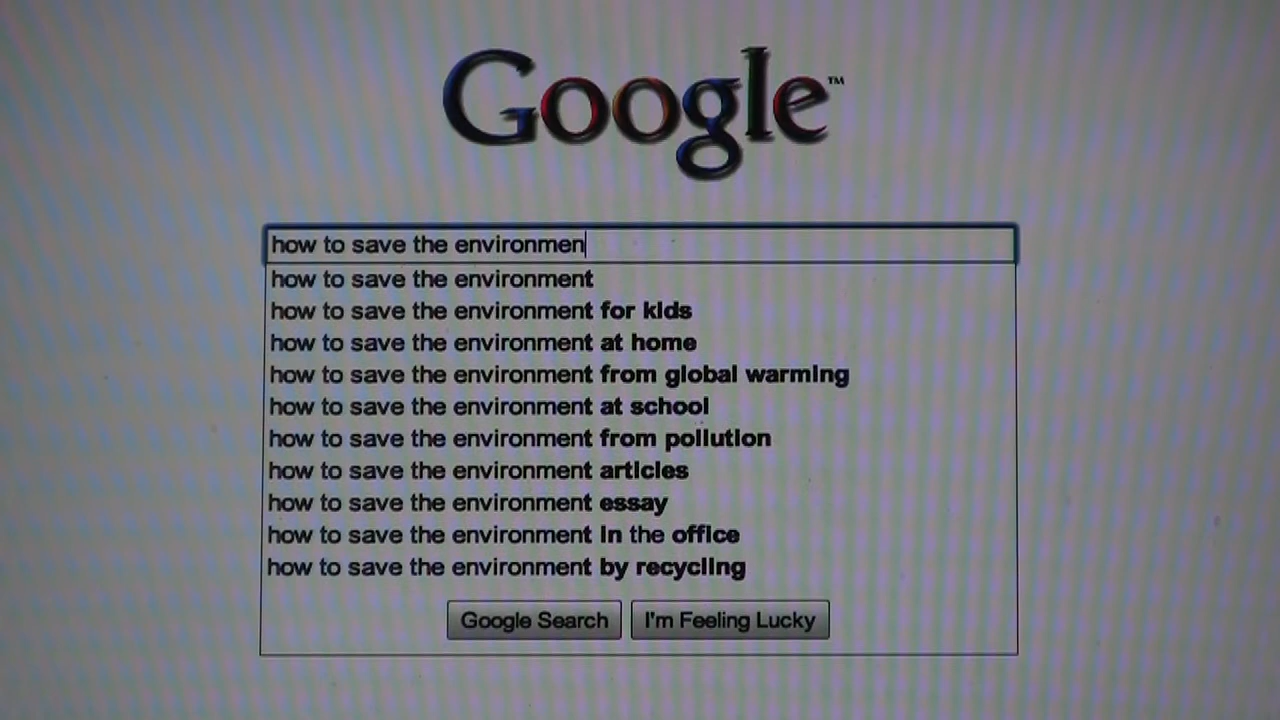 Google™
how to save the environmen
how to save the environment
how to save the environment for kids
how to save the environment at home
how to save the environment from global warming
how to save the environment at school
how to save the environment from pollution
how to save the environment articles
how to save the environment essay
how to save the environment in the office
how to save the environment by recycling
Google Search I'm Feeling Lucky